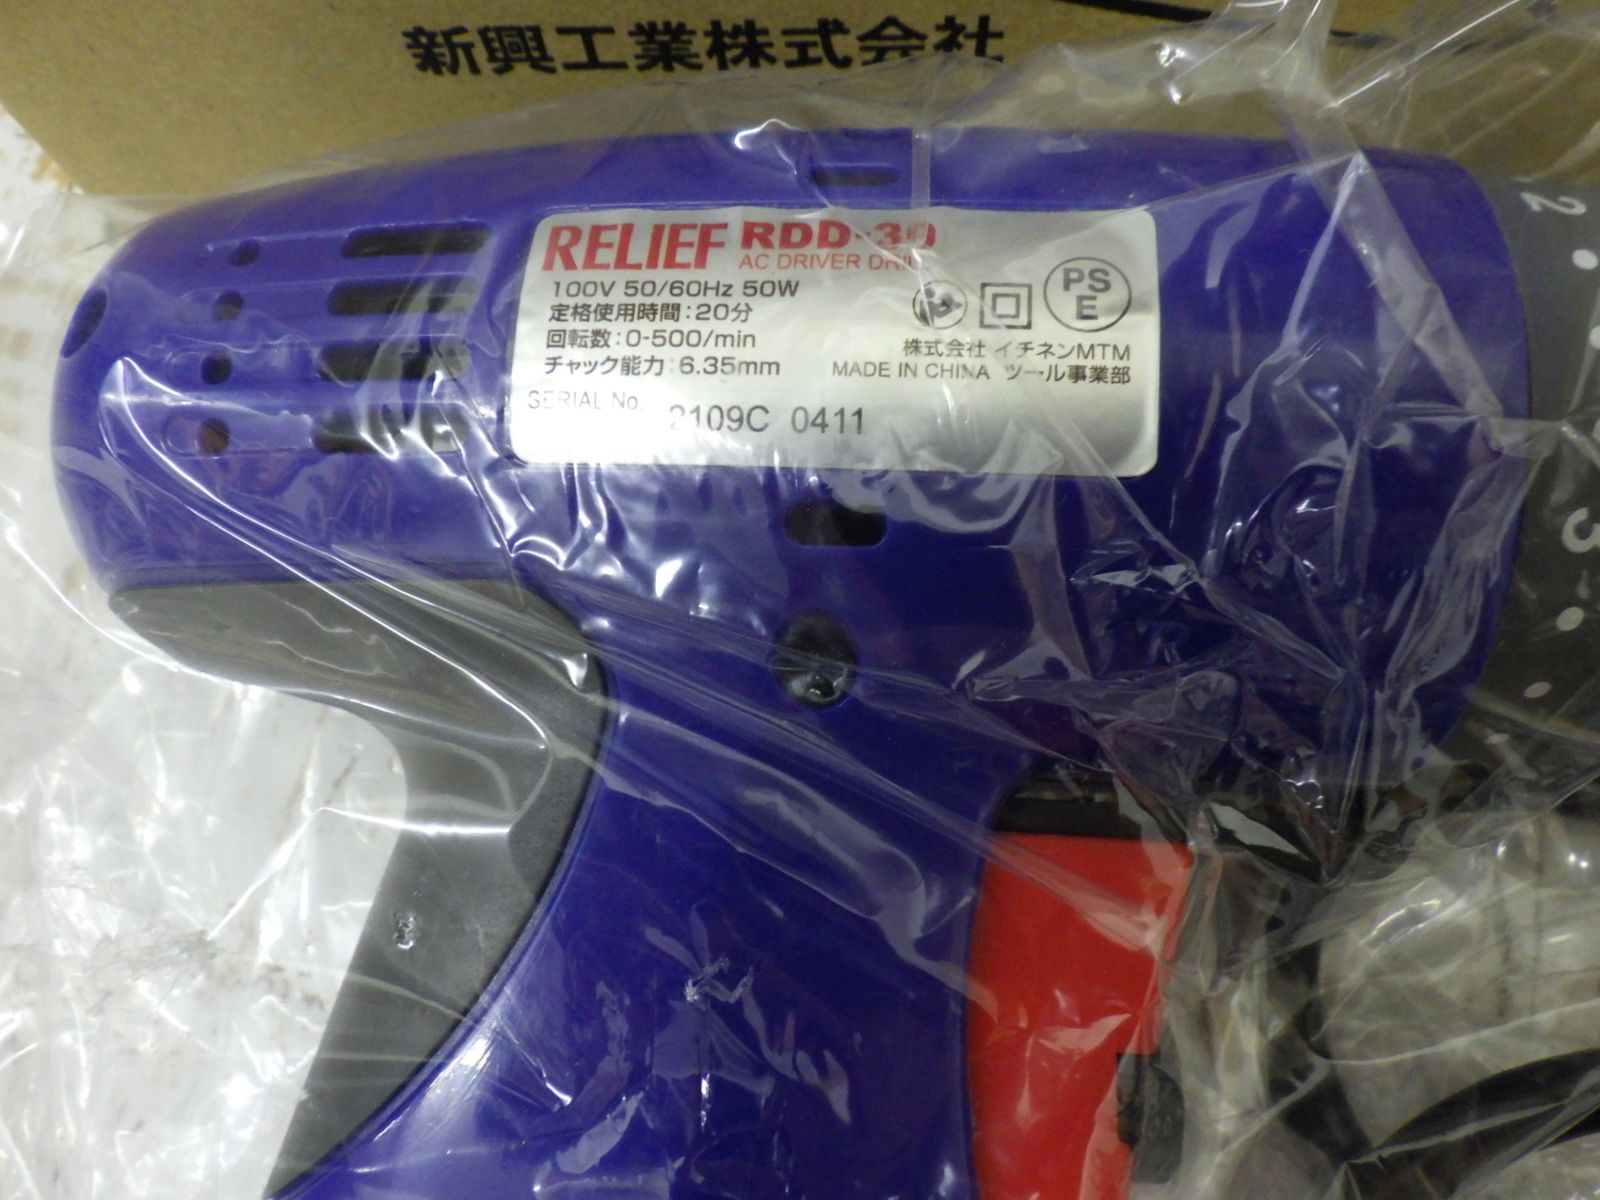 新興工業株式会社
RELIEF RDD-30
AC DRIVER DRILL
100V 50/60Hz 50W
定格使用時間:20分
回転数:0-500/min
チャック能力:6.35mm
PS
E
株式会社 イチネンMTM
MADE IN CHINA ツール事業部
SERIAL No. 2109C 0411
2
3